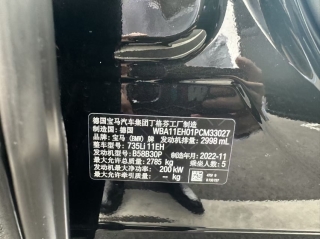 德国宝马汽车集团丁格芬工厂制造
制造国:德国 WBA11EH01PCM33027
品牌:宝马(BMW)牌 发动机排量:2998 mL
整车型号:735LI 11EH
发动机型号:B58B30P 制造年月:2022-11
最大允许总质量:2785 kg 乘坐人数:5
发动机最大净功率:200 kW
最大允许牵引质量:— kg